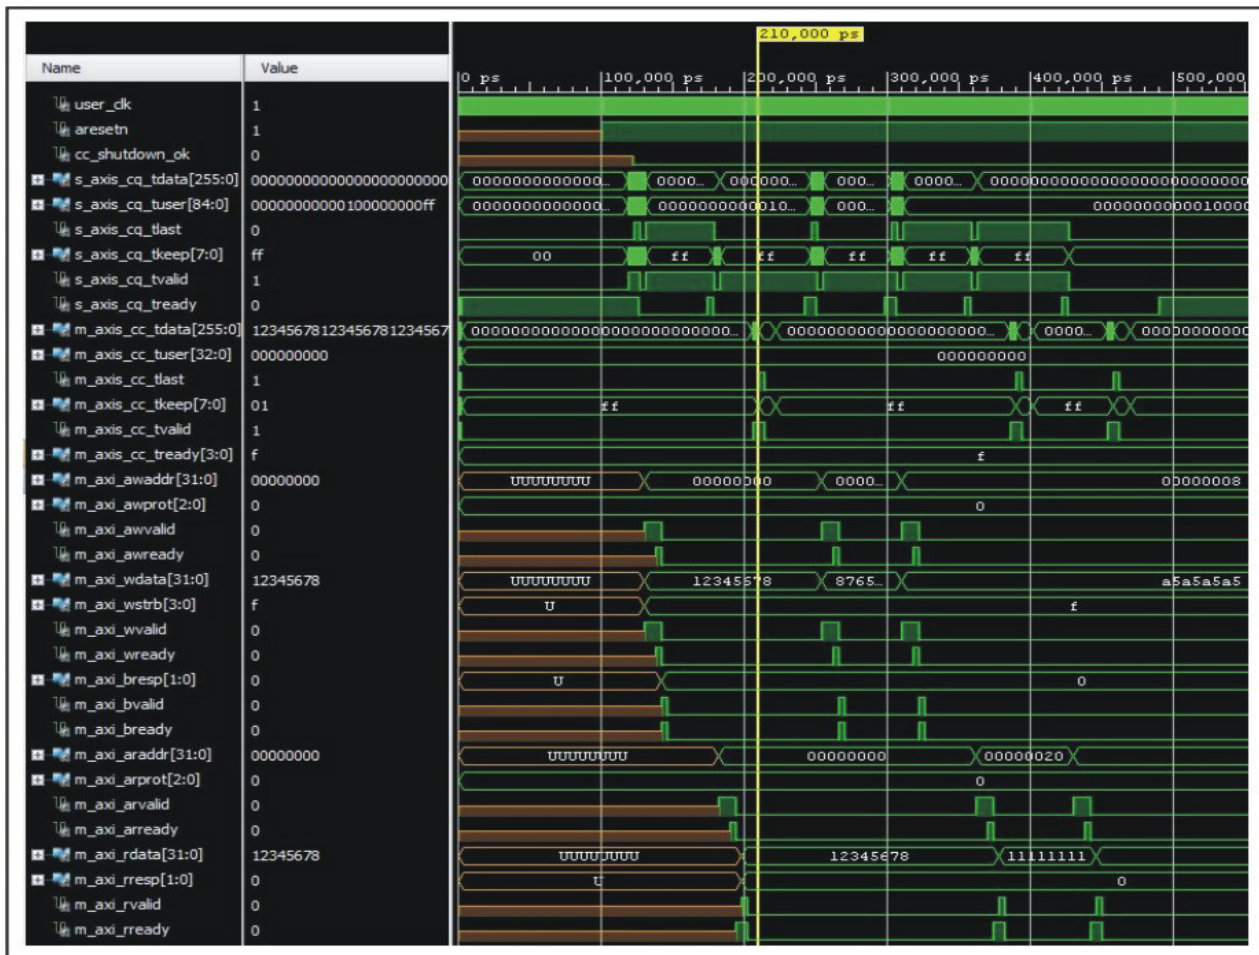 210,000 ps
Name Value 0 ps 100,000 ps 200,000 ps 300,000 ps 400,000 ps 500,000
user_clk 1
aresetn 1
cc_shutdown_ok 0
s_axis_cq_tdata[255:0] 00000000000000000000000000 0000000000000... 0000... 000000... 000... 0000... 00000000000000000000000000
s_axis_cq_tuser[84:0] 00000000000100000000ff 0000000000000... 00000000000010... 000... 0000000000010000
s_axis_cq_tlast 0
s_axis_cq_tkeep[7:0] ff 00 ff ff ff ff ff
s_axis_cq_tvalid 1
s_axis_cq_tready 0
m_axis_cc_tdata[255:0] 12345678123456781234567 0000000000000000000000000... 00000000000000000000... 0000... 0000000000
m_axis_cc_tuser[32:0] 000000000 000000000
m_axis_cc_tlast 1
m_axis_cc_tkeep[7:0] 01 ff ff ff
m_axis_cc_tvalid 1
m_axis_cc_tready[3:0] f f
m_axi_awaddr[31:0] 00000000 UUUUUUUU 00000000 0000... 00000008
m_axi_awprot[2:0] 0 0
m_axi_awvalid 0
m_axi_awready 0
m_axi_wdata[31:0] 12345678 UUUUUUUU 12345678 8765... a5a5a5a5
m_axi_wstrb[3:0] f U f
m_axi_wvalid 0
m_axi_wready 0
m_axi_bresp[1:0] 0 U 0
m_axi_bvalid 0
m_axi_bready 0
m_axi_araddr[31:0] 00000000 UUUUUUUU 00000000 00000020
m_axi_arprot[2:0] 0 0
m_axi_arvalid 0
m_axi_arready 0
m_axi_rdata[31:0] 12345678 UUUUUUUU 12345678 11111111
m_axi_rresp[1:0] 0 U 0
m_axi_rvalid 0
m_axi_rready 0